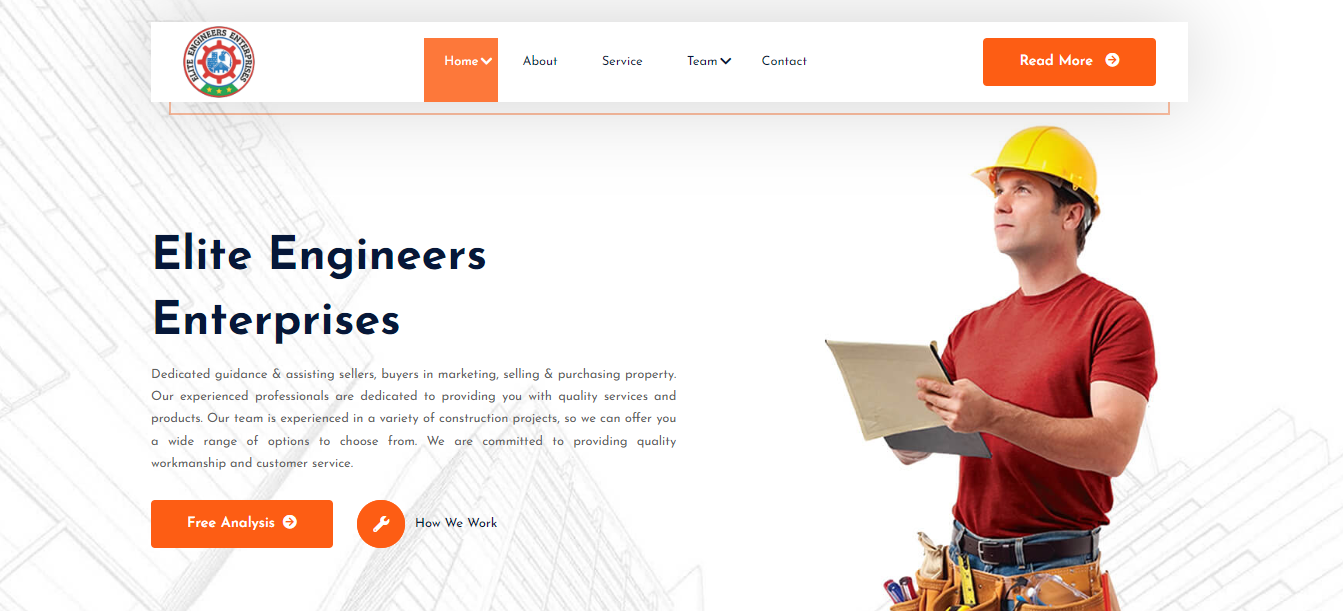 ELITE ENGINEERS ENTERPRISES
Home
About
Service
Team
Contact
Read More
Elite Engineers
Enterprises
Dedicated guidance & assisting sellers, buyers in marketing, selling & purchasing property.
Our experienced professionals are dedicated to providing you with quality services and
products. Our team is experienced in a variety of construction projects, so we can offer you
a wide range of options to choose from. We are committed to providing quality
workmanship and customer service.
Free Analysis
How We Work